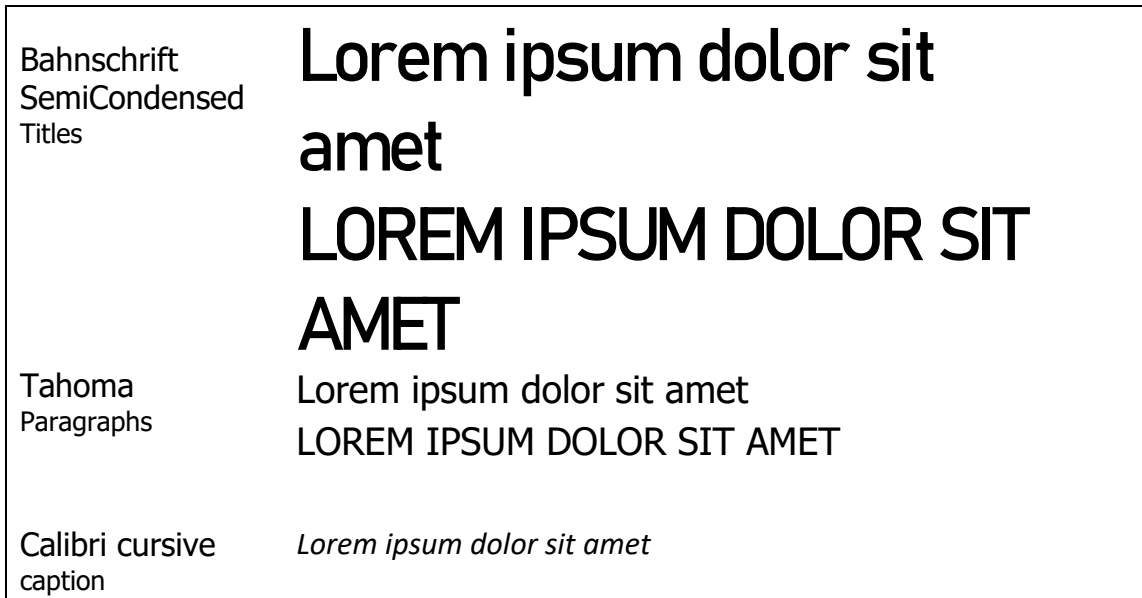 Bahnschrift
SemiCondensed
Titles
Lorem ipsum dolor sit
amet
LOREM IPSUM DOLOR SIT
AMET
Tahoma
Paragraphs
Lorem ipsum dolor sit amet
LOREM IPSUM DOLOR SIT AMET
Calibri cursive
caption
Lorem ipsum dolor sit amet